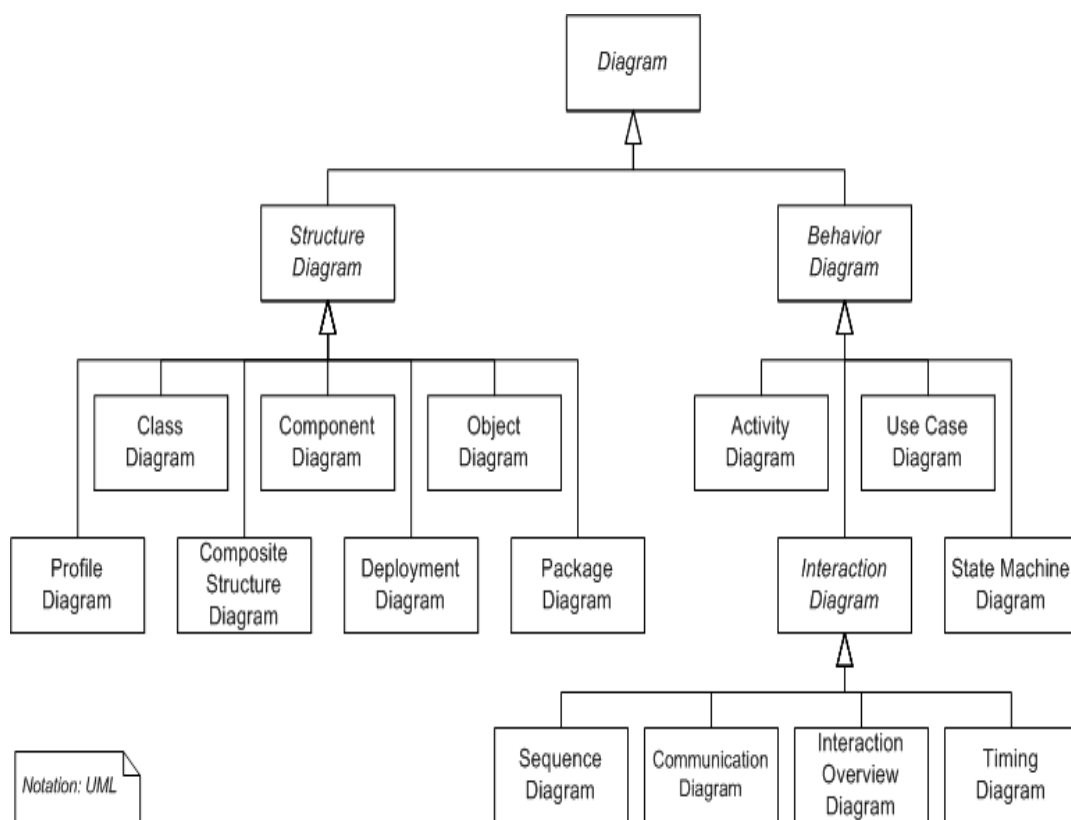 Diagram
Structure
Diagram
Behavior
Diagram
Class
Diagram
Component
Diagram
Object
Diagram
Activity
Diagram
Use Case
Diagram
Profile
Diagram
Composite
Structure
Diagram
Deployment
Diagram
Package
Diagram
Interaction
Diagram
State Machine
Diagram
Sequence
Diagram
Communication
Diagram
Interaction
Overview
Diagram
Timing
Diagram
Notation: UML